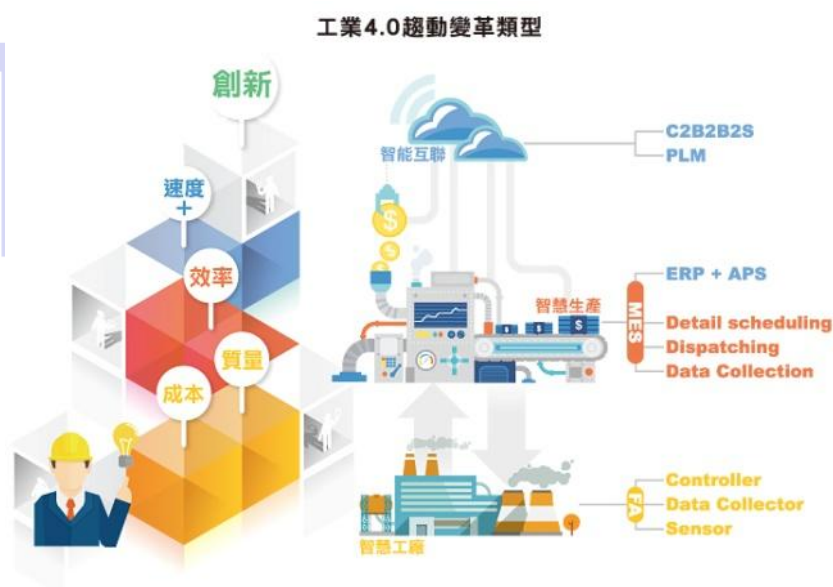 工業4.0趨動變革類型
創新
速度
+
效率
質量
成本
智能互聯
C2B2B2S
PLM
$
$
智慧生產
$
$
$
ERP + APS
MES
Detail scheduling
Dispatching
Data Collection
智慧工廠
FA
Controller
Data Collector
Sensor